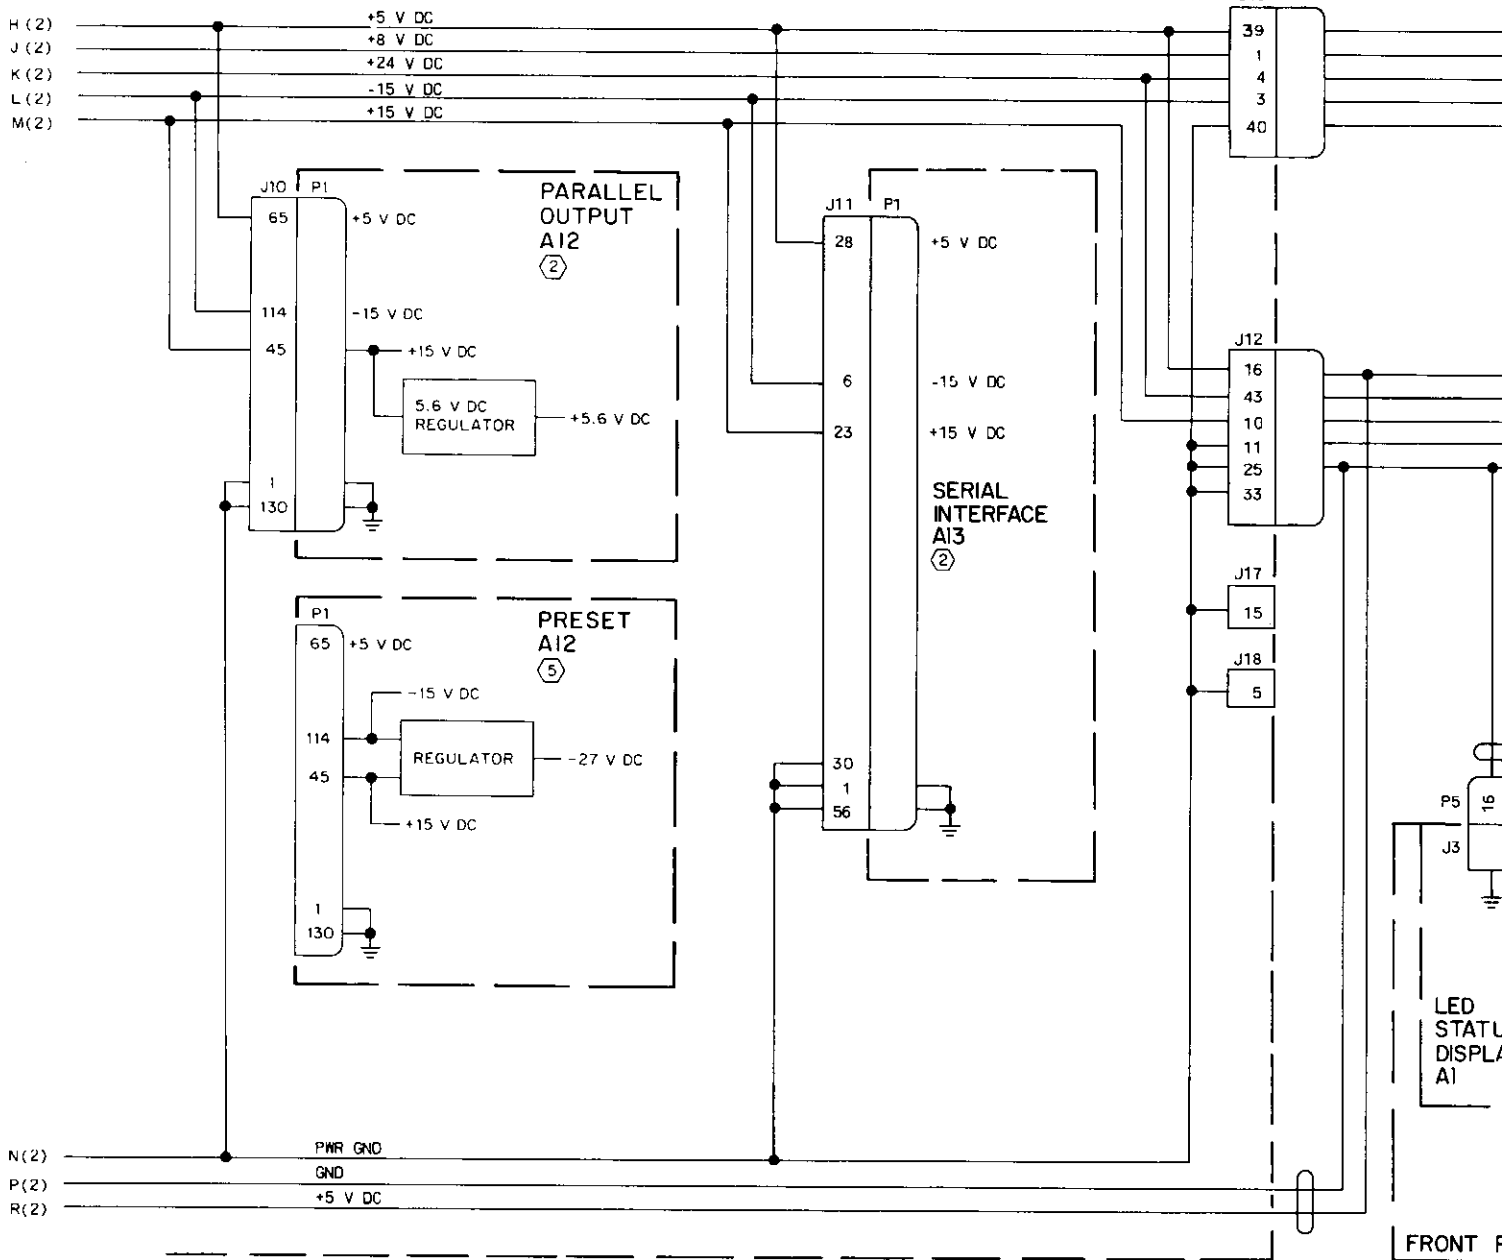 H(2) +5 V DC
J(2) +8 V DC
K(2) +24 V DC
L(2) -15 V DC
M(2) +15 V DC
39
1
4
3
40
J10 P1
65 +5 V DC
114 -15 V DC
45 +15 V DC
5.6 V DC
REGULATOR
+5.6 V DC
1
130
PARALLEL
OUTPUT
A12
2
P1
65 +5 V DC
-15 V DC
114
REGULATOR
-27 V DC
45
+15 V DC
1
130
PRESET
A12
5
J11 P1
28 +5 V DC
6 -15 V DC
23 +15 V DC
SERIAL
INTERFACE
A13
2
30
1
56
J12
16
43
10
11
25
33
J17
15
J18
5
P5 16
J3
LED
A1
N(2) PWR GND
P(2) GND
R(2) +5 V DC
FRONT